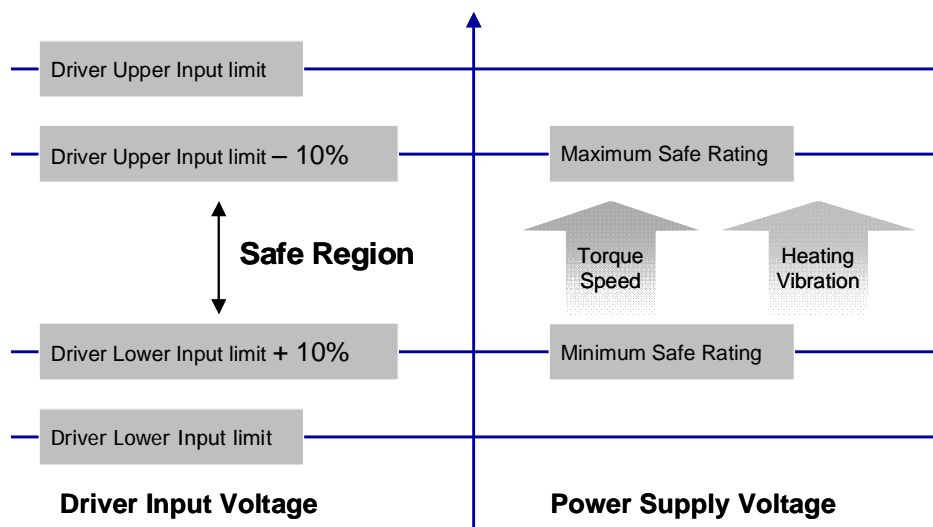 Driver Upper Input limit
Driver Upper Input limit – 10%
Maximum Safe Rating
Safe Region
Torque
Speed
Heating
Vibration
Driver Lower Input limit + 10%
Minimum Safe Rating
Driver Lower Input limit
Driver Input Voltage
Power Supply Voltage